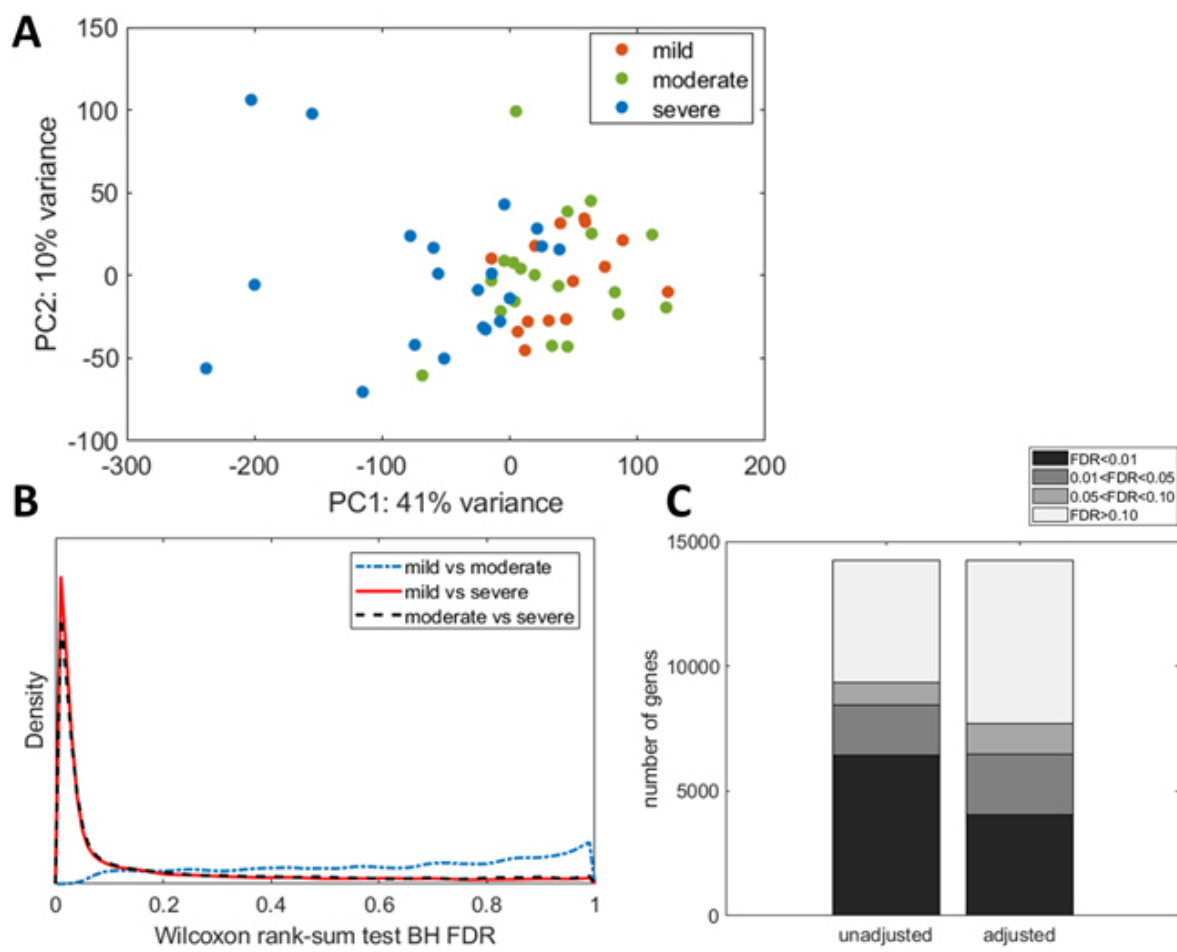 A
150
100
50
0
-50
-100
-300
-200
-100
0
100
200
PC2: 10% variance
PC1: 41% variance
mild
moderate
severe
B
mild vs moderate
mild vs severe
moderate vs severe
Density
0
0.2
0.4
0.6
0.8
1
Wilcoxon rank-sum test BH FDR
C
FDR<0.01
0.01<FDR<0.05
0.05<FDR<0.10
FDR>0.10
15000
10000
5000
0
number of genes
unadjusted
adjusted